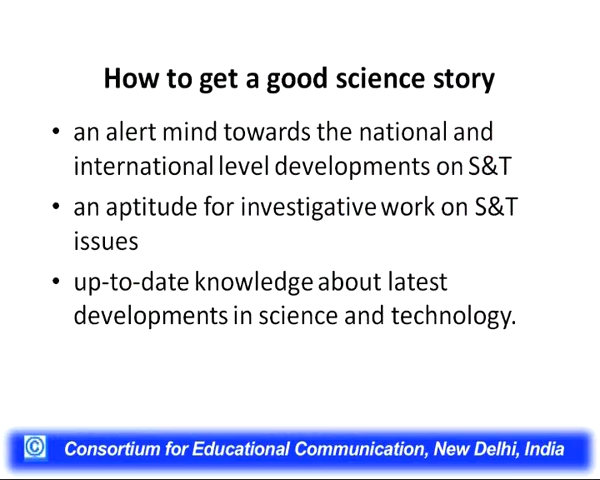 How to get a good science story
• an alert mind towards the national and
international level developments on S&T
• an aptitude for investigative work on S&T
issues
• up-to-date knowledge about latest
developments in science and technology.
© Consortium for Educational Communication, New Delhi, India